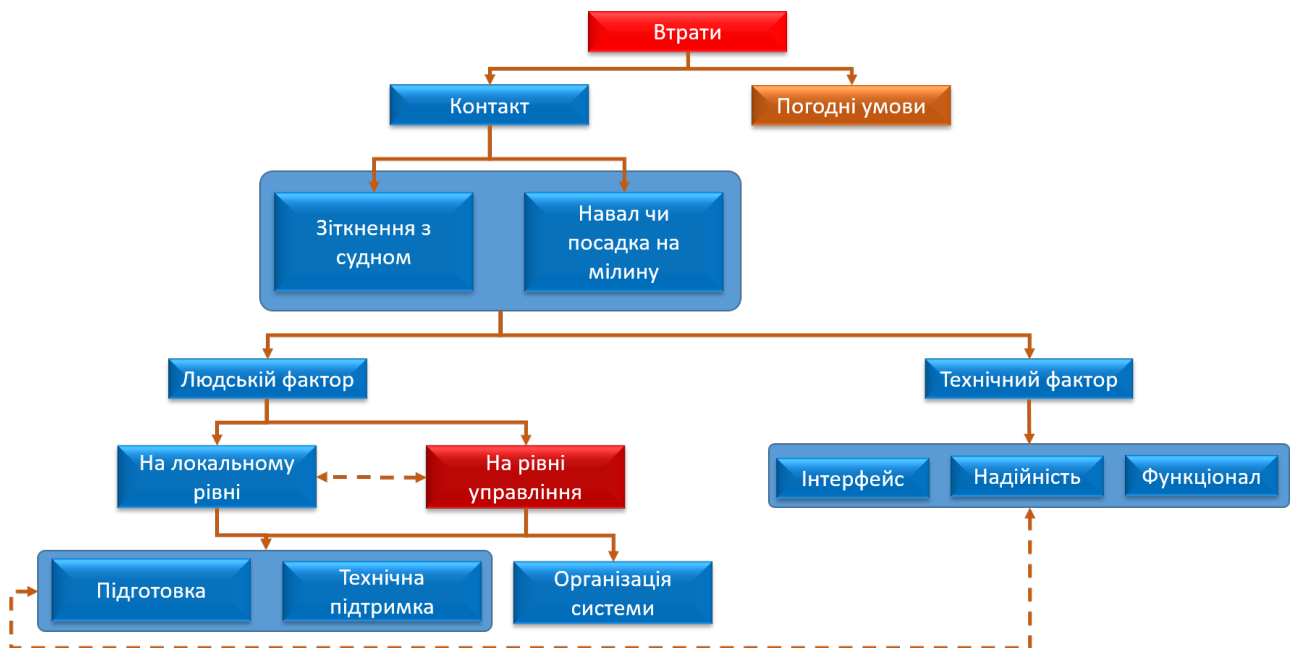 Втрати
Контакт
Погодні умови
Зіткнення з
судном
Навал чи
посадка на
мілину
Людській фактор
Технічний фактор
На локальному
рівні
На рівні
управління
Інтерфейс
Надійність
Функціонал
Підготовка
Технічна
підтримка
Організація
системи